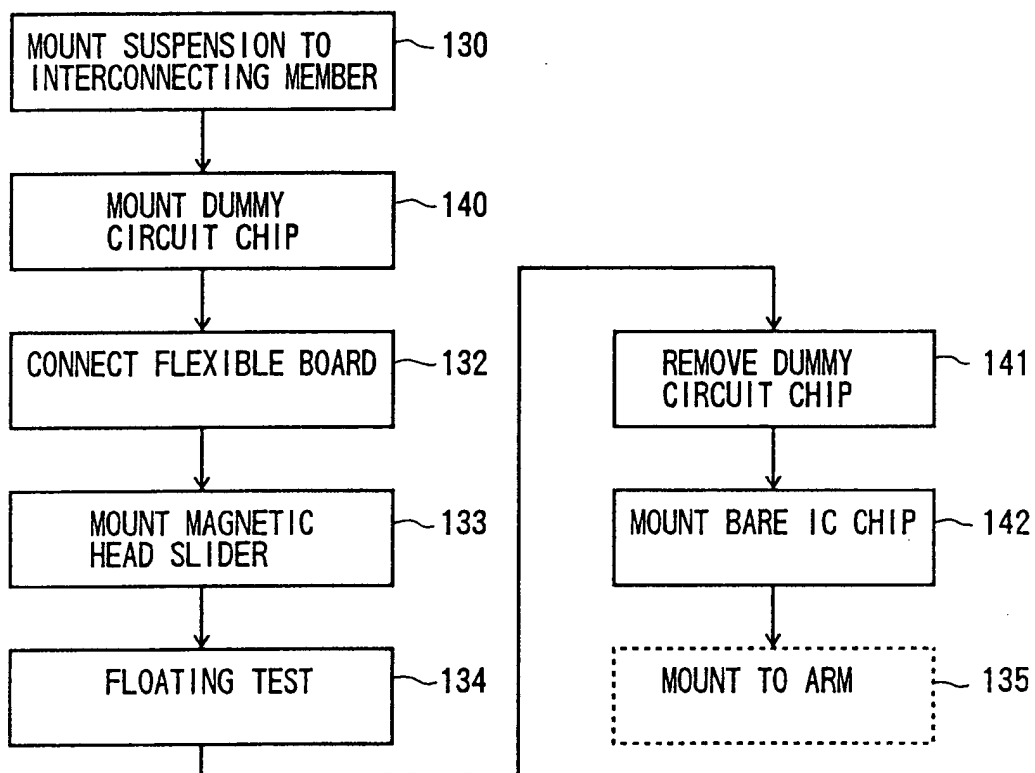 MOUNT SUSPENSION TO
INTERCONNECTING MEMBER
130
MOUNT DUMMY
CIRCUIT CHIP
140
CONNECT FLEXIBLE BOARD
132
MOUNT MAGNETIC
HEAD SLIDER
133
FLOATING TEST
134
REMOVE DUMMY
CIRCUIT CHIP
141
MOUNT BARE IC CHIP
142
MOUNT TO ARM
135